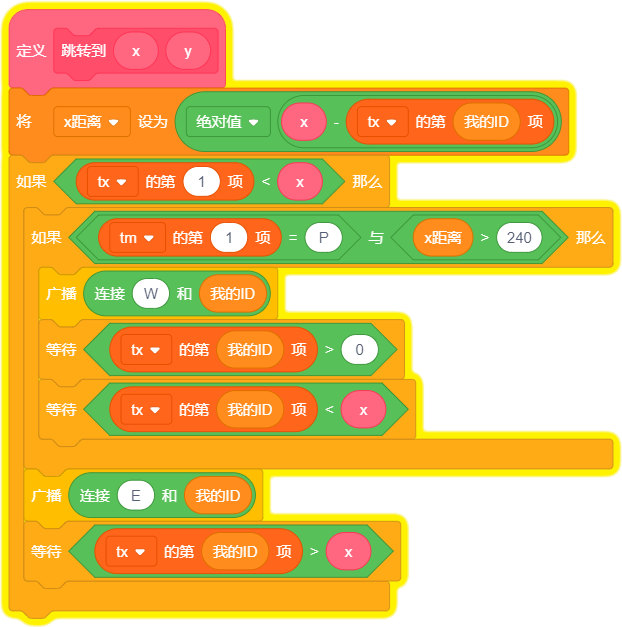 定义 跳转到 x y
将 x距离 设为 绝对值 x - tx 的第 我的ID 项
如果 tx 的第 1 项 < x 那么
如果 tm 的第 1 项 = P 与 x距离 > 240 那么
广播 连接 W 和 我的ID
等待 tx 的第 我的ID 项 > 0
等待 tx 的第 我的ID 项 < x
广播 连接 E 和 我的ID
等待 tx 的第 我的ID 项 > x